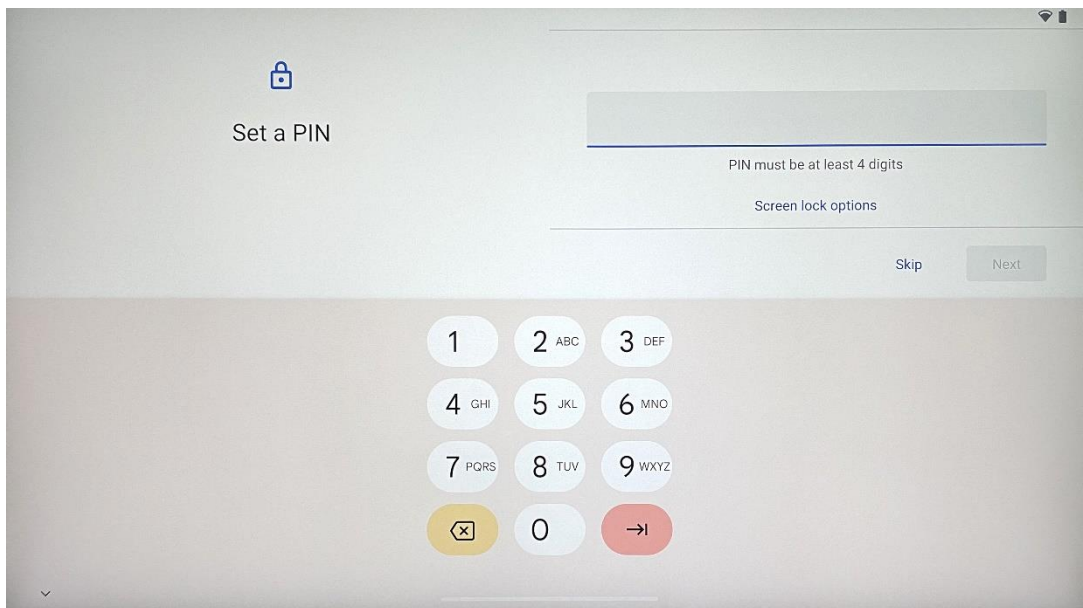 Set a PIN
PIN must be at least 4 digits
Screen lock options
Skip
Next
1
2 ABC
3 DEF
4 GHI
5 JKL
6 MNO
7 PQRS
8 TUV
9 WXYZ
0